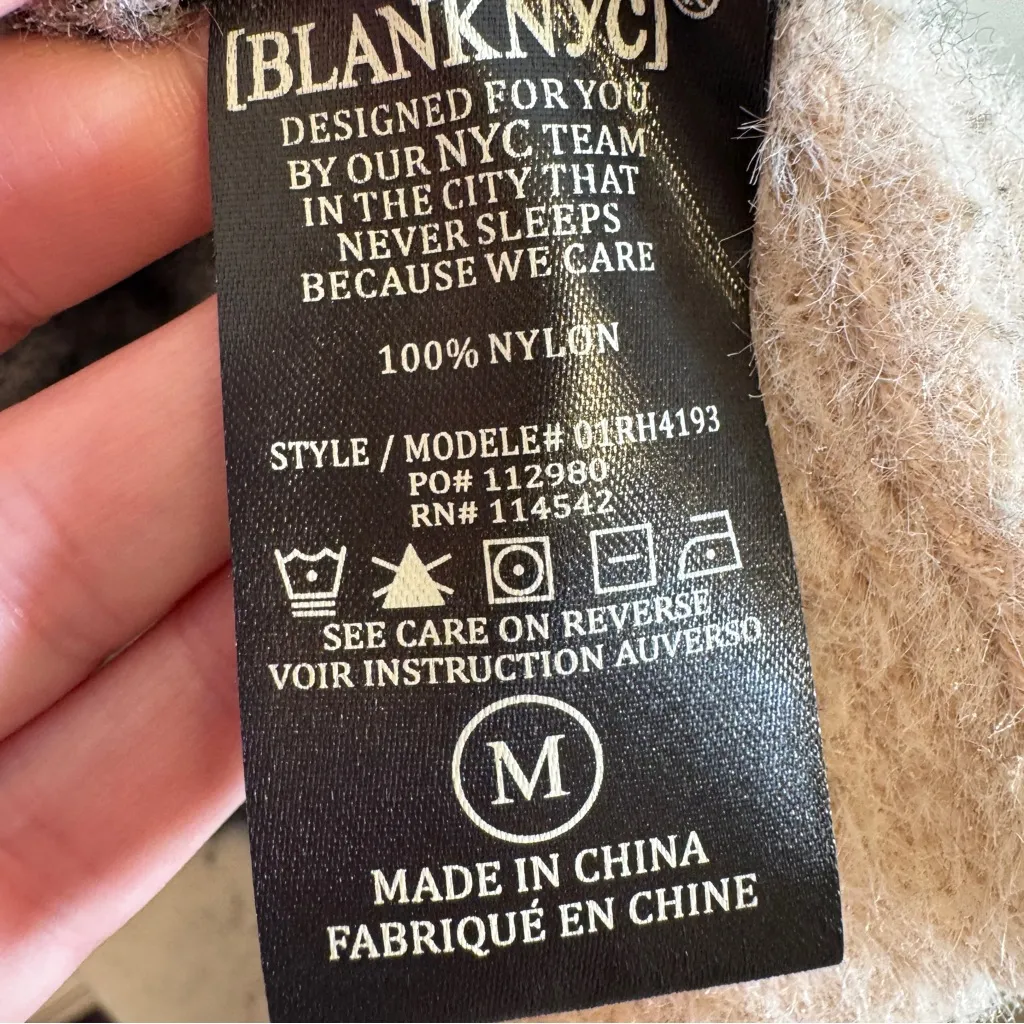 [BLANKNYC]®
DESIGNED FOR YOU
BY OUR NYC TEAM
IN THE CITY THAT
NEVER SLEEPS
BECAUSE WE CARE
100% NYLON
STYLE / MODELE# 01RH4193
PO# 112980
RN# 114542
SEE CARE ON REVERSE
VOIR INSTRUCTION AUVERSO
M
MADE IN CHINA
FABRIQUÉ EN CHINE